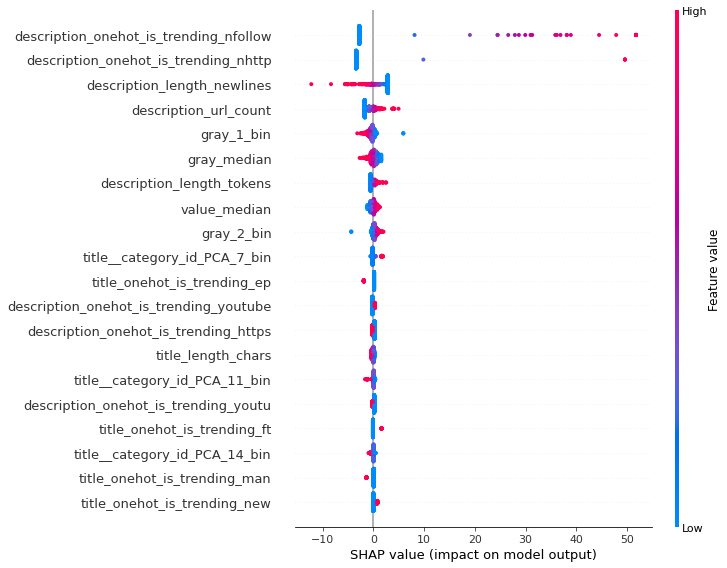 High
description_onehot_is_trending_nfollow
description_onehot_is_trending_nhttp
description_length_newlines
description_url_count
gray_1_bin
gray_median
description_length_tokens
value_median
gray_2_bin
title__category_id_PCA_7_bin
title_onehot_is_trending_ep
description_onehot_is_trending_youtube
description_onehot_is_trending_https
title_length_chars
title__category_id_PCA_11_bin
description_onehot_is_trending_youtu
title_onehot_is_trending_ft
title__category_id_PCA_14_bin
title_onehot_is_trending_man
title_onehot_is_trending_new
Feature value
Low
−10 0 10 20 30 40 50
SHAP value (impact on model output)